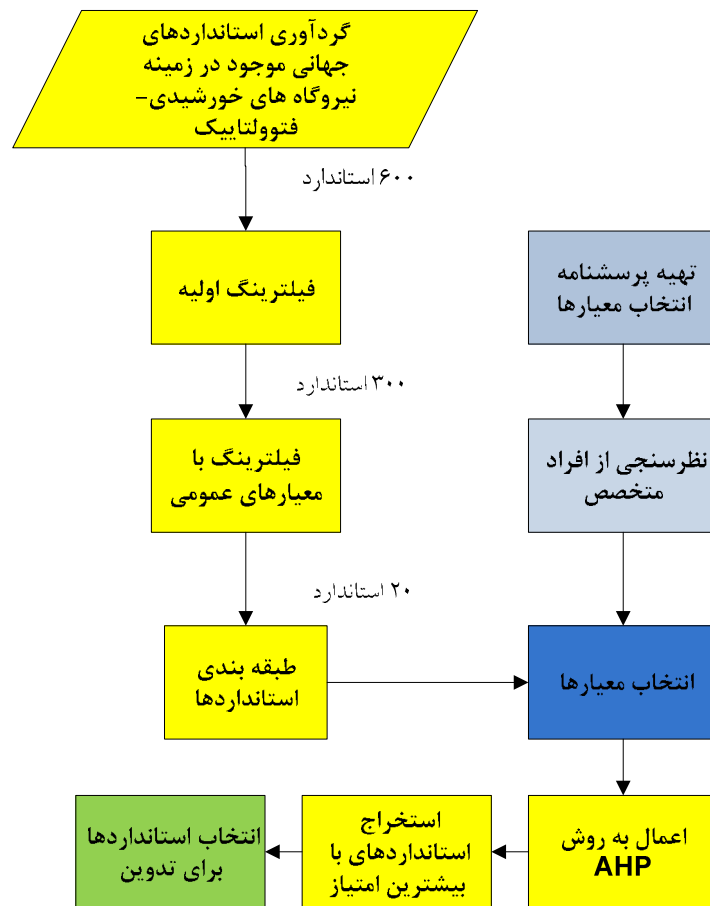 گردآوری استانداردهای
جهانی موجود در زمینه
نیروگاه های خورشیدی-
فتوولتاییک
۶۰۰ استاندارد
فیلترینگ اولیه
۳۰۰ استاندارد
فیلترینگ با
معیارهای عمومی
۲۰ استاندارد
طبقه بندی
استانداردها
تهیه پرسشنامه
انتخاب معیارها
نظرسنجی از افراد
متخصص
انتخاب معیارها
اعمال به روش
AHP
استخراج
استانداردهای با
بیشترین امتیاز
انتخاب استانداردها
برای تدوین